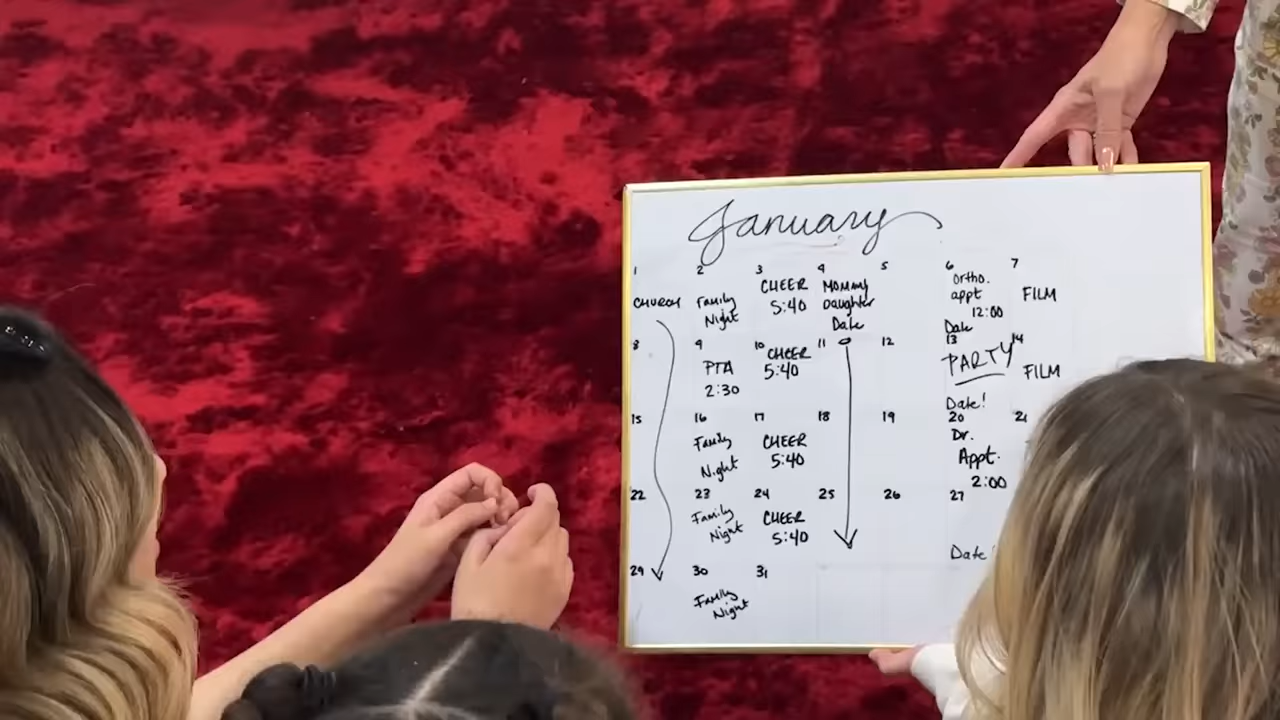 January
1 2 3 4 5 6 7
CHURCH
Family
Night
CHEER
5:40
Mommy
Daughter
Date
Ortho.
appt
12:00
Date
FILM
8 9 10 11 12 13 14
PTA
2:30
CHEER
5:40
PARTY
Date!
FILM
15 16 17 18 19 20 21
Family
Night
CHEER
5:40
Dr.
Appt.
2:00
22 23 24 25 26 27
Family
Night
CHEER
5:40
Date!
29 30 31
Family
Night